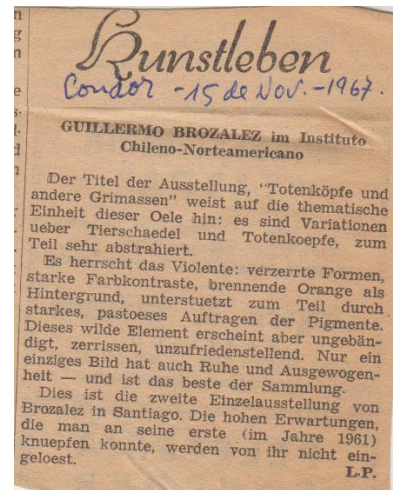 Kunstleben
Condor - 15 de Nov. - 1967.
GUILLERMO BROZALEZ im Instituto
Chileno-Norteamericano
Der Titel der Ausstellung, "Totenköpfe und
andere Grimassen" weist auf die thematische
Einheit dieser Oele hin: es sind Variationen
ueber Tierschaedel und Totenkoepfe, zum
Teil sehr abstrahiert.
Es herrscht das Violente: verzerrte Formen,
starke Farbkontraste, brennende Orange als
Hintergrund, unterstuetzt zum Teil durch
starkes, pastoeses Auftragen der Pigmente.
Dieses wilde Element erscheint aber ungebän-
digt, zerrissen, unzufriedenstellend. Nur ein
einziges Bild hat auch Ruhe und Ausgewogen-
heit — und ist das beste der Sammlung.
Dies ist die zweite Einzelausstellung von
Brozalez in Santiago. Die hohen Erwartungen,
die man an seine erste (im Jahre 1961)
knuepfen konnte, werden von ihr nicht ein-
geloest.
L.P.